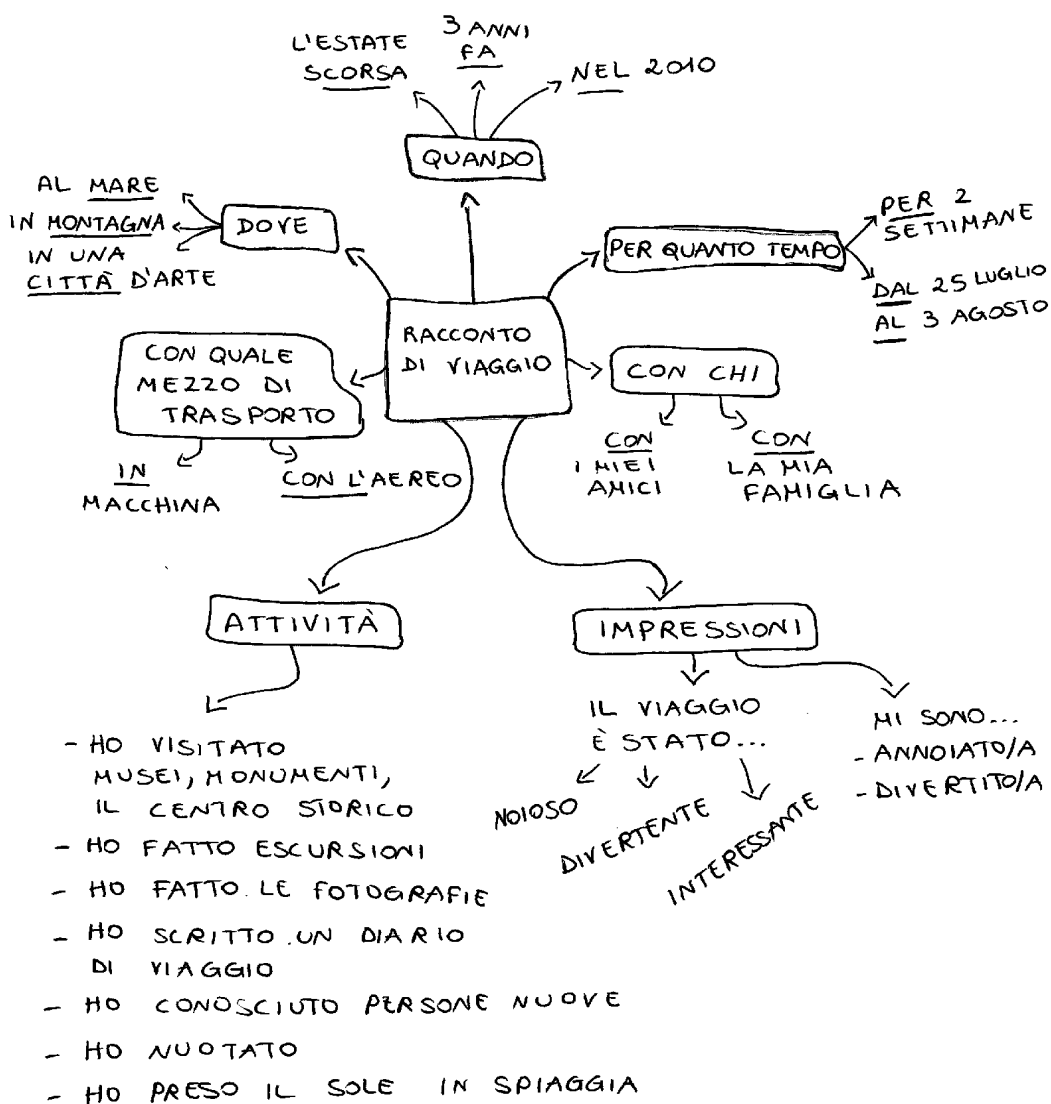 L'ESTATE
SCORSA
3 ANNI
FA
NEL 2010
QUANDO
AL MARE
IN MONTAGNA
IN UNA
CITTÀ D'ARTE
DOVE
PER QUANTO TEMPO
PER 2
SETTIMANE
DAL 25 LUGLIO
AL 3 AGOSTO
RACCONTO
DI VIAGGIO
CON QUALE
MEZZO DI
TRASPORTO
IN
MACCHINA
CON L'AEREO
CON CHI
CON
I MIEI
AMICI
CON
LA MIA
FAMIGLIA
ATTIVITÀ
- HO VISITATO
MUSEI, MONUMENTI,
IL CENTRO STORICO
- HO FATTO ESCURSIONI
- HO FATTO LE FOTOGRAFIE
- HO SCRITTO UN DIARIO
DI VIAGGIO
- HO CONOSCIUTO PERSONE NUOVE
- HO NUOTATO
- HO PRESO IL SOLE IN SPIAGGIA
IMPRESSIONI
IL VIAGGIO
È STATO...
NOIOSO
DIVERTENTE
INTERESSANTE
MI SONO...
- ANNOIATO/A
- DIVERTITO/A